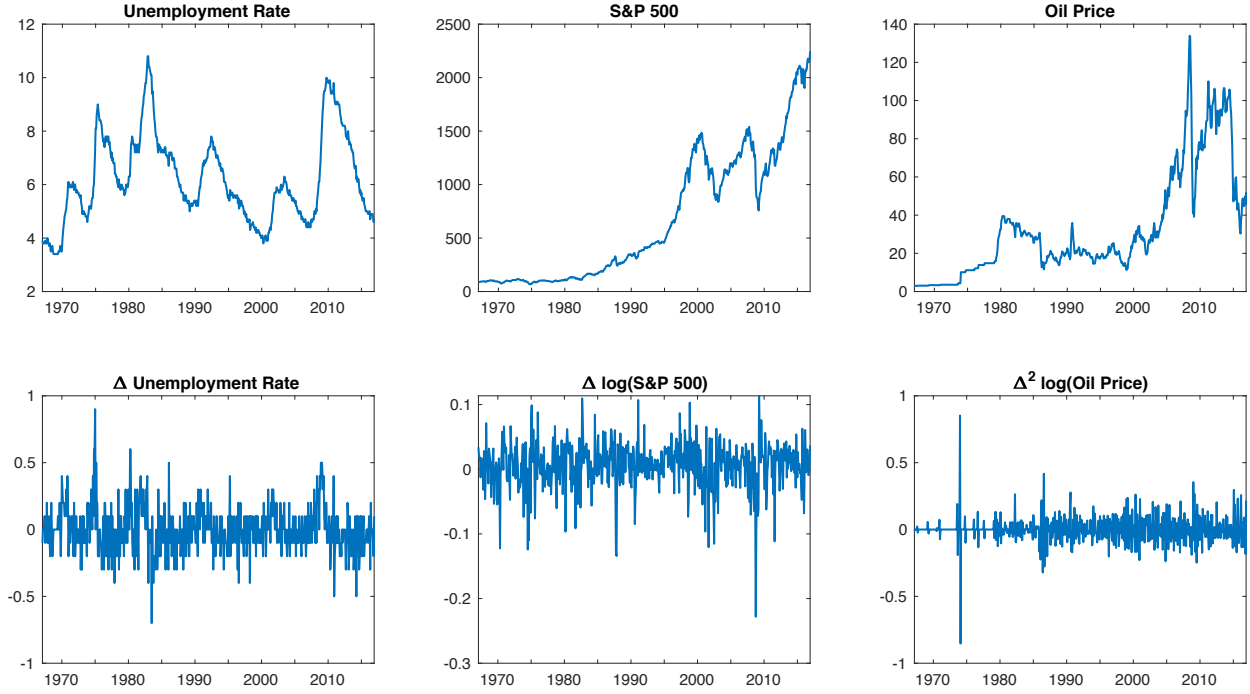 Unemployment Rate
12
10
8
6
4
2
1970 1980 1990 2000 2010
S&P 500
2500
2000
1500
1000
500
0
1970 1980 1990 2000 2010
Oil Price
140
120
100
80
60
40
20
0
1970 1980 1990 2000 2010
Δ Unemployment Rate
1
0.5
0
-0.5
-1
1970 1980 1990 2000 2010
Δ log(S&P 500)
0.1
0
-0.1
-0.2
-0.3
1970 1980 1990 2000 2010
Δ² log(Oil Price)
1
0.5
0
-0.5
-1
1970 1980 1990 2000 2010